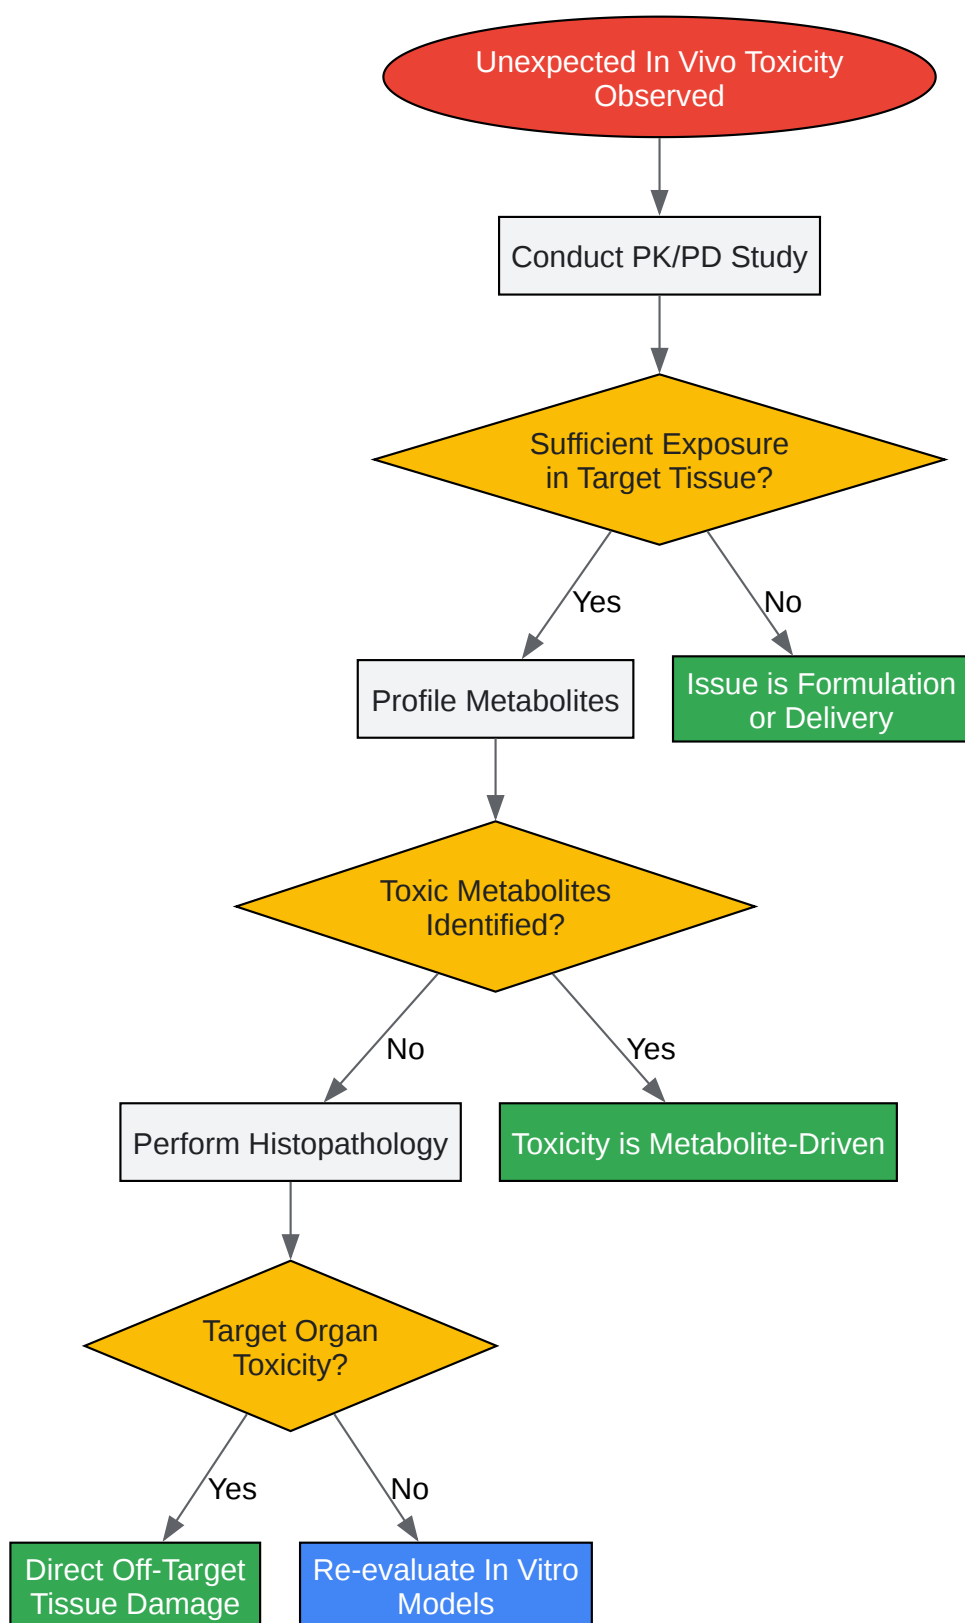 Unexpected In Vivo Toxicity
Observed
Conduct PK/PD Study
Sufficient Exposure
in Target Tissue?
Yes
No
Profile Metabolites
Issue is Formulation
or Delivery
Toxic Metabolites
Identified?
No
Yes
Perform Histopathology
Toxicity is Metabolite-Driven
Target Organ
Toxicity?
Yes
No
Direct Off-Target
Tissue Damage
Re-evaluate In Vitro
Models